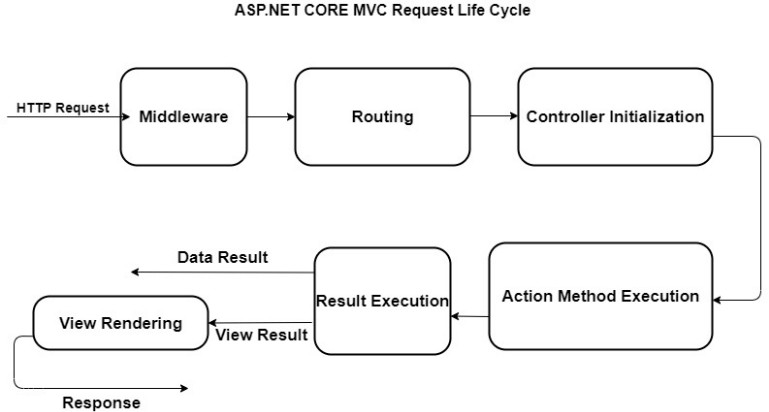 ASP.NET CORE MVC Request Life Cycle
HTTP Request
Middleware
Routing
Controller Initialization
Data Result
Result Execution
Action Method Execution
View Rendering
View Result
Response